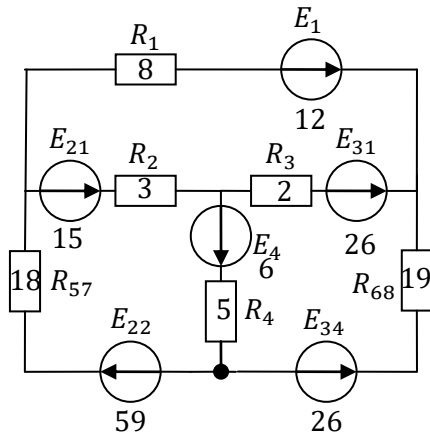 R₁ E₁
8
12
E₂₁ R₂ R₃ E₃₁
3 2
15 26
E₄
6
18 R₅₇ 5 R₄ R₆₈ 19
E₂₂ E₃₄
59 26